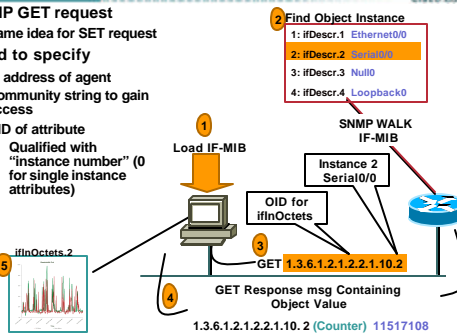 MP GET request
ame idea for SET request
d to specify
address of agent
ommunity string to gain
ccess
ID of attribute
Qualified with
"instance number" (0
for single instance
attributes)
2 Find Object Instance
1: ifDescr.1 Ethernet0/0
2: ifDescr.2 Serial0/0
3: ifDescr.3 Null0
4: ifDescr.4 Loopback0
1
Load IF-MIB
SNMP WALK
IF-MIB
Instance 2
Serial0/0
OID for
ifInOctets
3
GET 1.3.6.1.2.1.2.2.1.10.2
ifInOctets.2
5
4
GET Response msg Containing
Object Value
1.3.6.1.2.1.2.2.1.10. 2 (Counter) 11517108